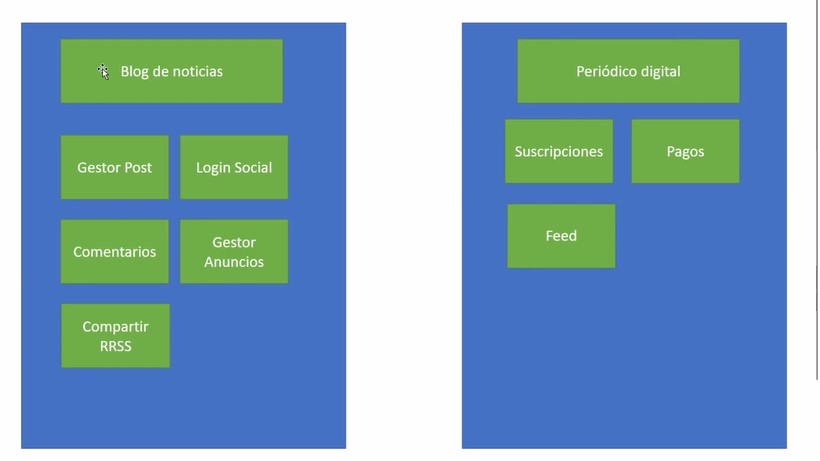 Blog de noticias
Gestor Post
Login Social
Comentarios
Gestor
Anuncios
Compartir
RRSS
Periódico digital
Suscripciones
Pagos
Feed